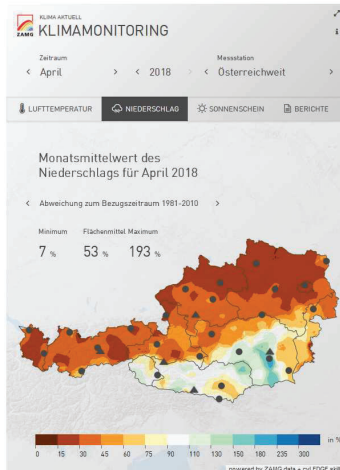 KLIMA AKTUELL
ZAMG
KLIMAMONITORING
Zeitraum
Messstation
< April > < 2018 > < Österreichweit >
LUFTTEMPERATUR NIEDERSCHLAG SONNENSCHEIN BERICHTE
Monatsmittelwert des
Niederschlags für April 2018
< Abweichung zum Bezugszeitraum 1981-2010 >
Minimum Flächenmittel Maximum
7 % 53 % 193 %
0 15 30 45 60 75 90 110 130 150 180 235 300 in %
powered by ZAMG data +